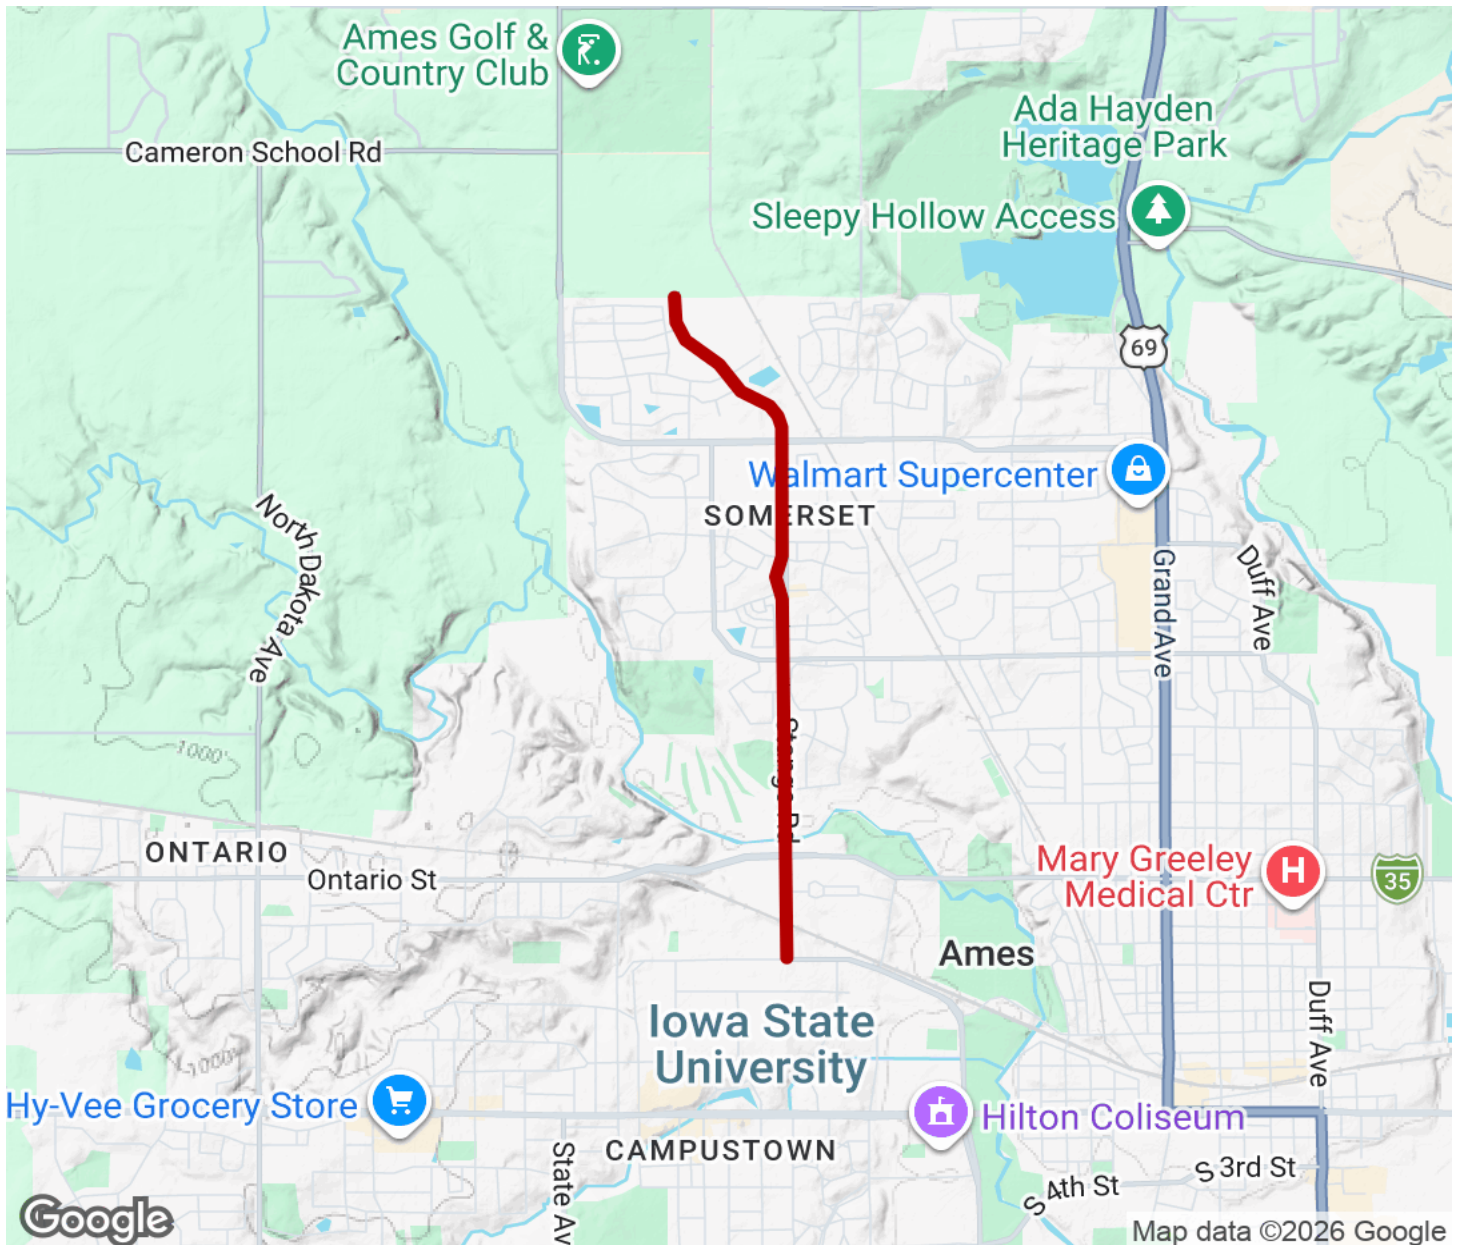 Ames Golf &
Country Club
Ada Hayden
Heritage Park
Cameron School Rd
Sleepy Hollow Access
69
Walmart Supercenter
SOMERSET
North Dakota Ave
Grand Ave
Duff Ave
Stange Rd
1000'
ONTARIO
Ontario St
Mary Greeley
Medical Ctr
H
35
Ames
Iowa State
University
Duff Ave
1000'
Hy-Vee Grocery Store
Hilton Coliseum
CAMPUSTOWN
State Av
S 3rd St
S 4th St
Google
Map data ©2026 Google